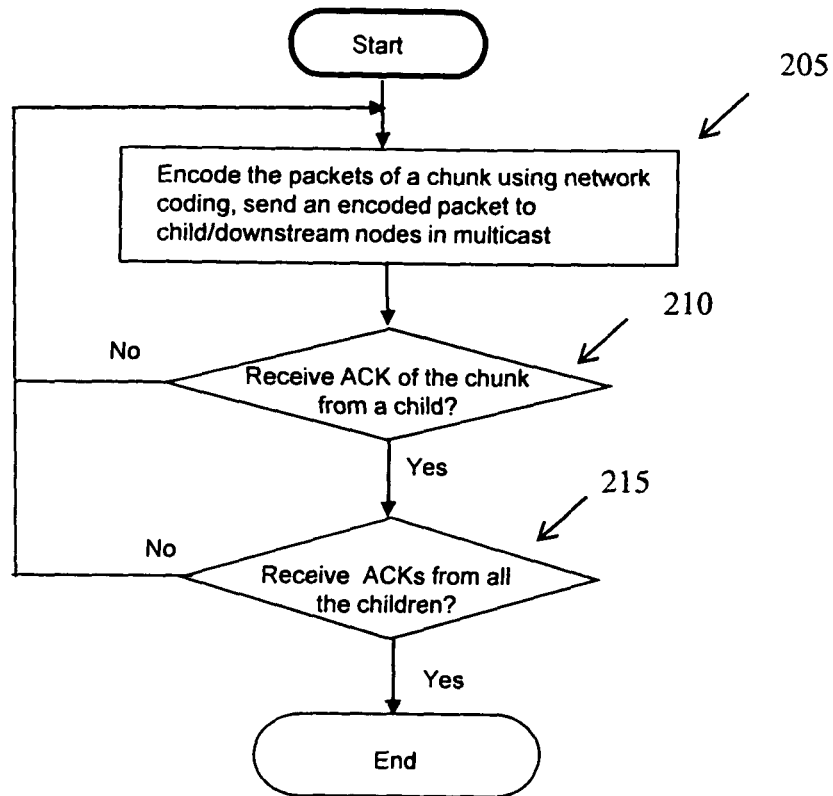 Start
205
Encode the packets of a chunk using network
coding, send an encoded packet to
child/downstream nodes in multicast
210
No
Receive ACK of the chunk
from a child?
Yes
215
No
Receive ACKs from all
the children?
Yes
End